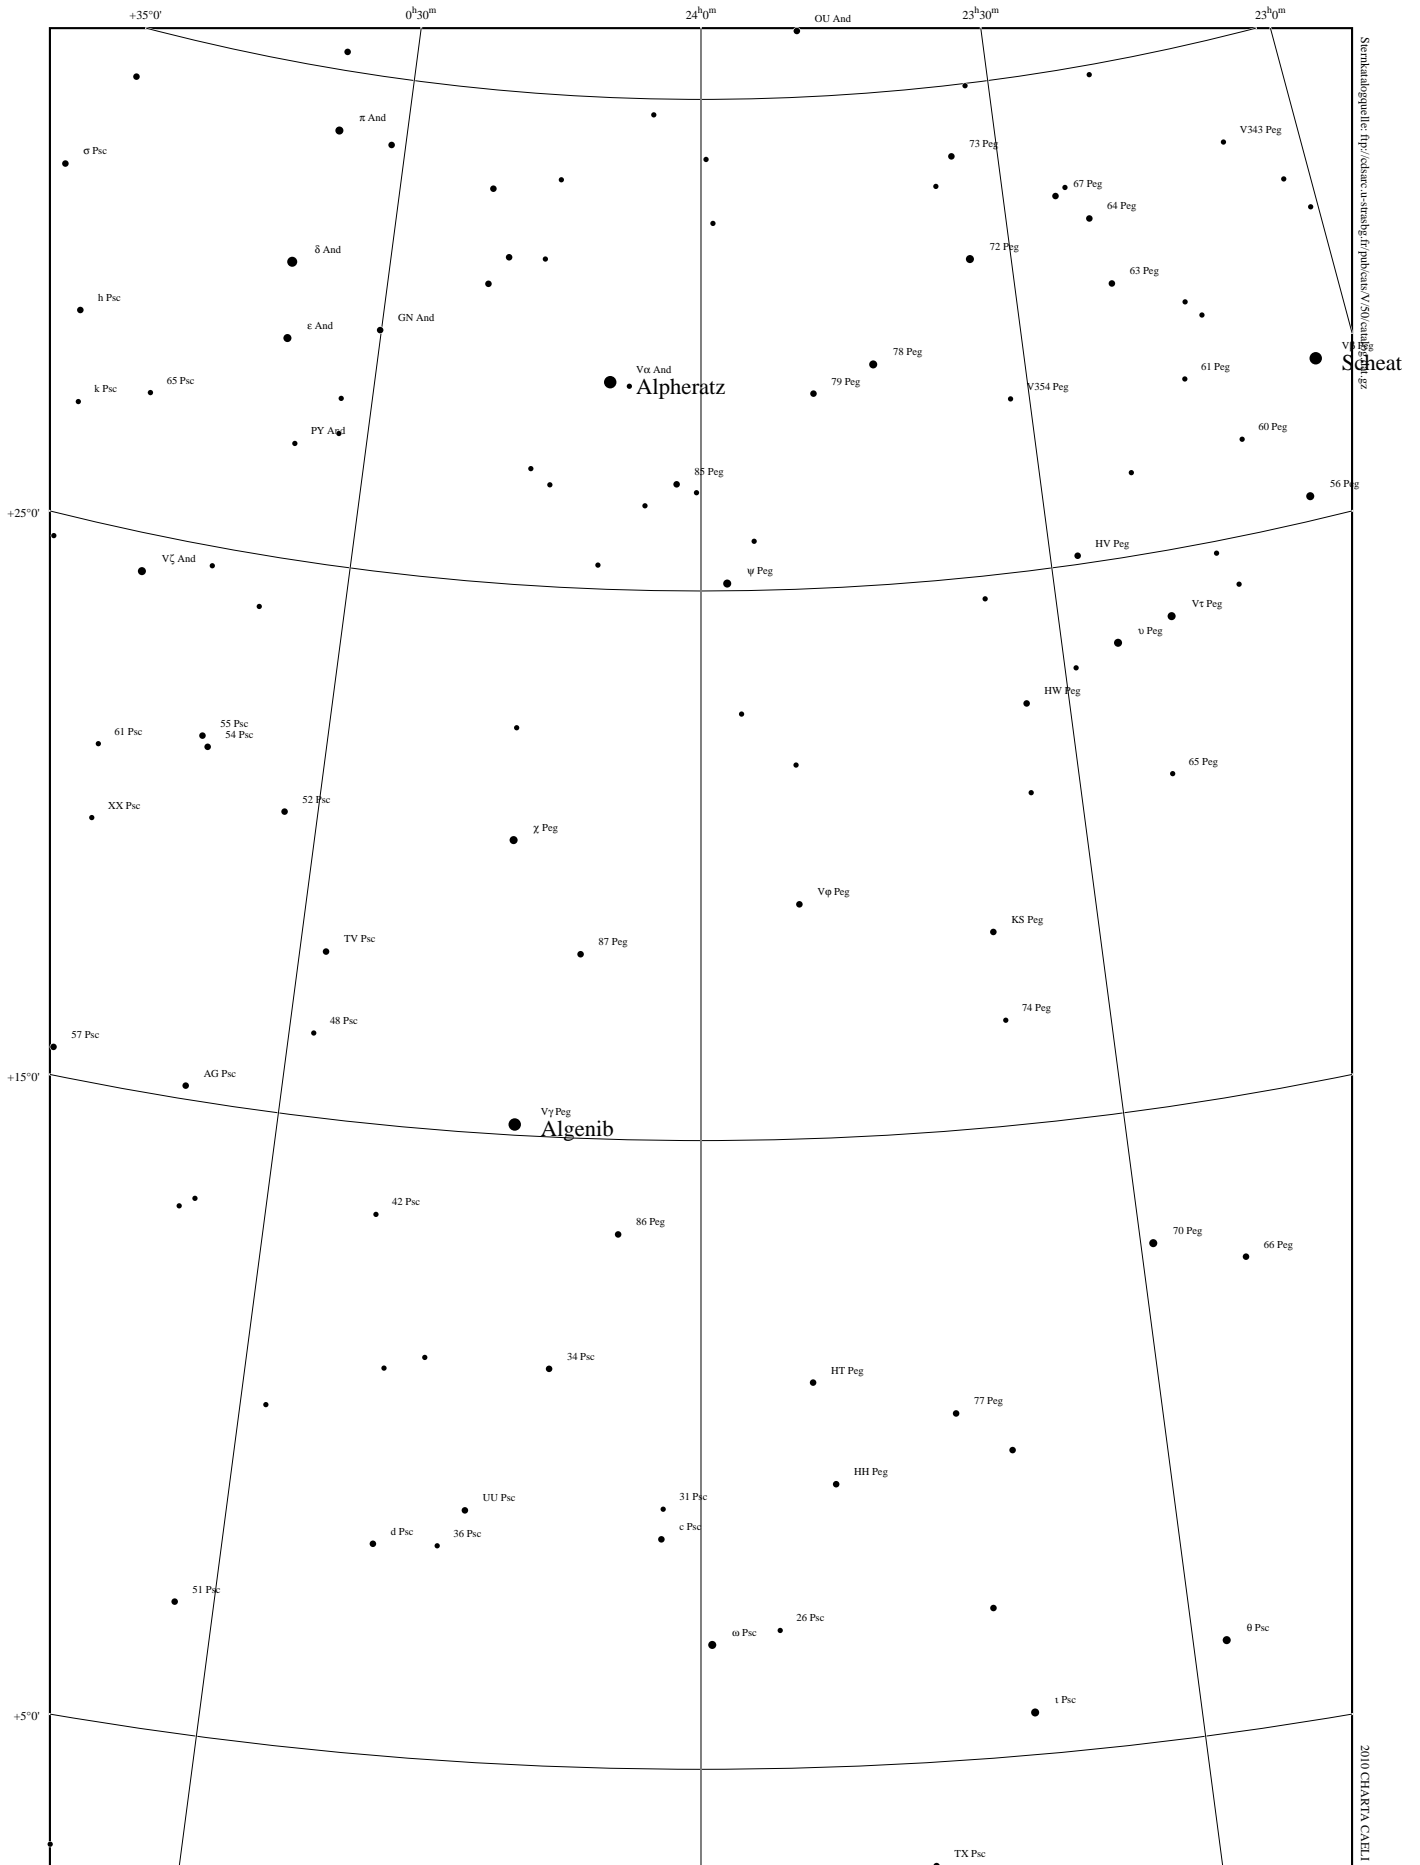 +35°0'
0h30m
24h0m
OU And
23h30m
23h0m
π And
V343 Peg
73 Peg
σ Psc
67 Peg
64 Peg
δ And
72 Peg
63 Peg
h Psc
GN And
ε And
Vβ Peg
Scheat
78 Peg
61 Peg
Vα And
Alpheratz
65 Psc
79 Peg
k Psc
V354 Peg
60 Peg
PY And
85 Peg
56 Peg
+25°0'
HV Peg
Vζ And
ψ Peg
Vτ Peg
υ Peg
HW Peg
55 Psc
61 Psc
54 Psc
65 Peg
52 Psc
XX Psc
χ Peg
Vφ Peg
KS Peg
TV Psc
87 Peg
74 Peg
48 Psc
57 Psc
AG Psc
+15°0'
Vγ Peg
Algenib
42 Psc
86 Peg
70 Peg
66 Peg
34 Psc
HT Peg
77 Peg
HH Peg
UU Psc
31 Psc
c Psc
d Psc
36 Psc
51 Psc
26 Psc
ω Psc
θ Psc
ι Psc
+5°0'
TX Psc
Sternkatalogquelle: ftp://cdsarc.u-strasbg.fr/pub/cats/V/50/catalog.dat.gz
2010 CHARTA CAELI